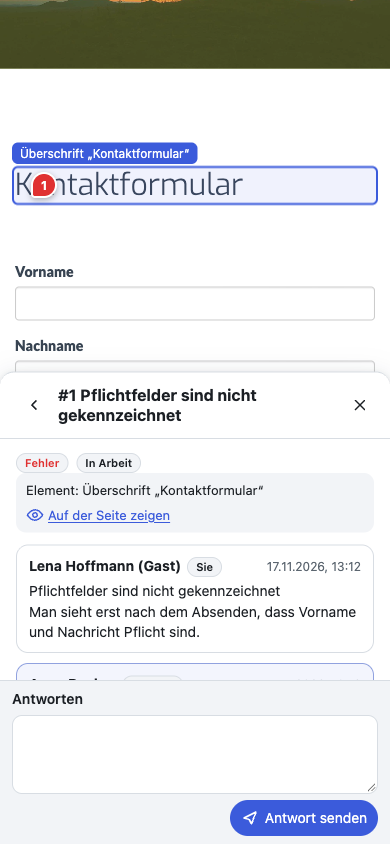 Überschrift „Kontaktformular“
Kontaktformular
1
Vorname
Nachname
#1 Pflichtfelder sind nicht
gekennzeichnet
Fehler
In Arbeit
Element: Überschrift „Kontaktformular“
Auf der Seite zeigen
Lena Hoffmann (Gast) Sie 17.11.2026, 13:12
Pflichtfelder sind nicht gekennzeichnet
Man sieht erst nach dem Absenden, dass Vorname
und Nachricht Pflicht sind.
Antworten
Antwort senden